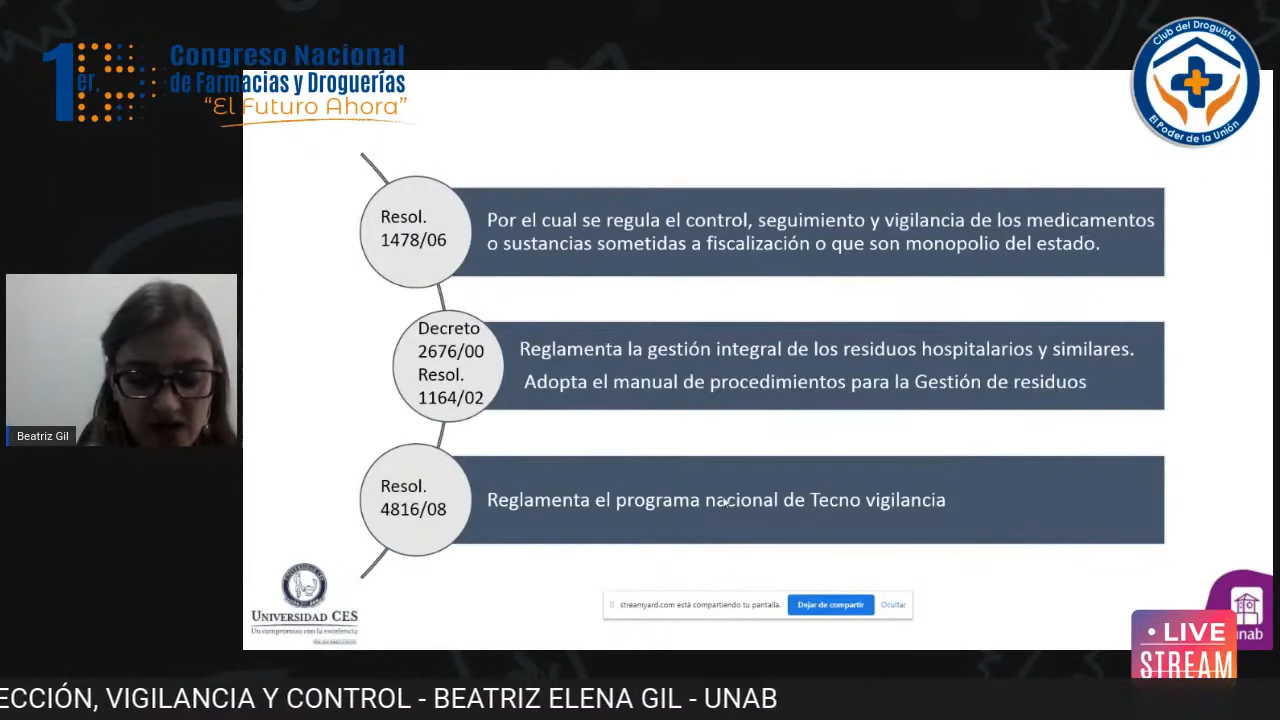 1er
Congreso Nacional
de Farmacias y Droguerías
“El Futuro Ahora”
Club del Droguista
El Poder de la Unión
Resol.
1478/06
Por el cual se regula el control, seguimiento y vigilancia de los medicamentos
o sustancias sometidas a fiscalización o que son monopolio del estado.
Decreto
2676/00
Resol.
1164/02
Reglamenta la gestión integral de los residuos hospitalarios y similares.
Adopta el manual de procedimientos para la Gestión de residuos
Beatriz Gil
Resol.
4816/08
Reglamenta el programa nacional de Tecno vigilancia
UNIVERSIDAD CES
Un compromiso con la excelencia
streamyard.com está compartiendo tu pantalla.
Dejar de compartir
Ocultar
unab
• LIVE
STREAM
ECCIÓN, VIGILANCIA Y CONTROL - BEATRIZ ELENA GIL - UNAB